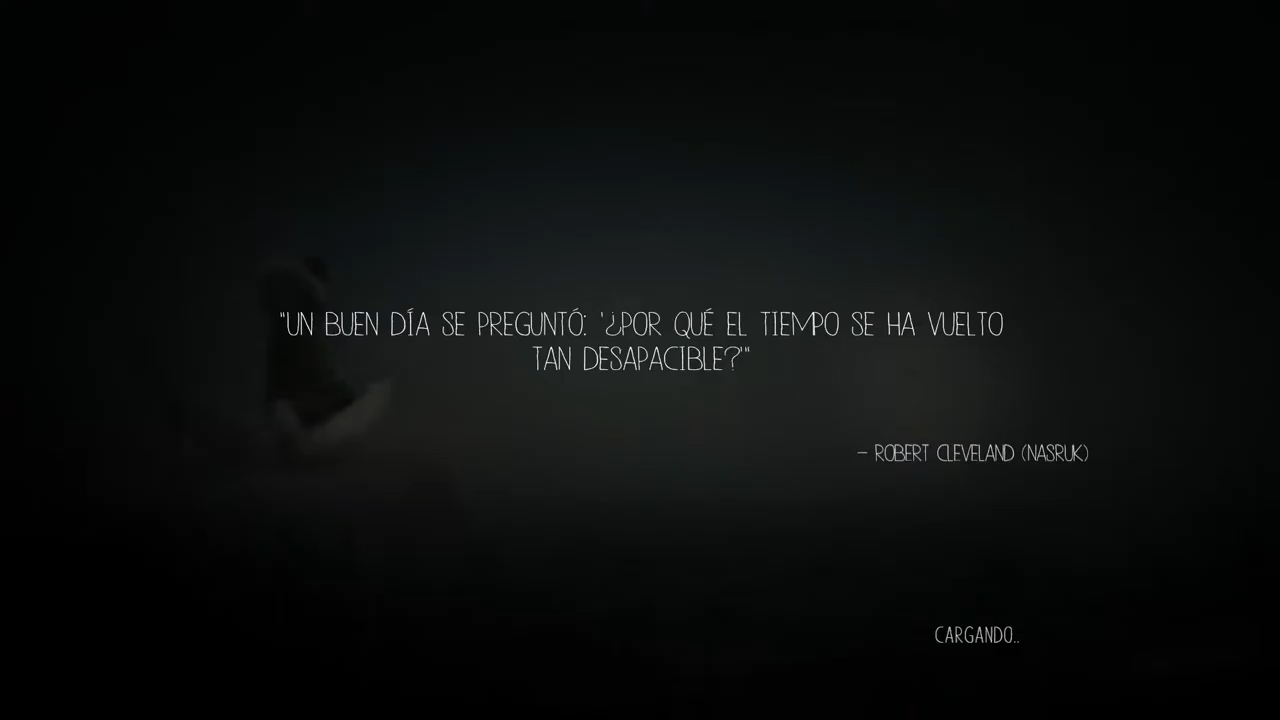 "UN BUEN DÍA SE PREGUNTÓ: '¿POR QUÉ EL TIEMPO SE HA VUELTO
TAN DESAPACIBLE?'"
- ROBERT CLEVELAND (NASRUK)
CARGANDO..